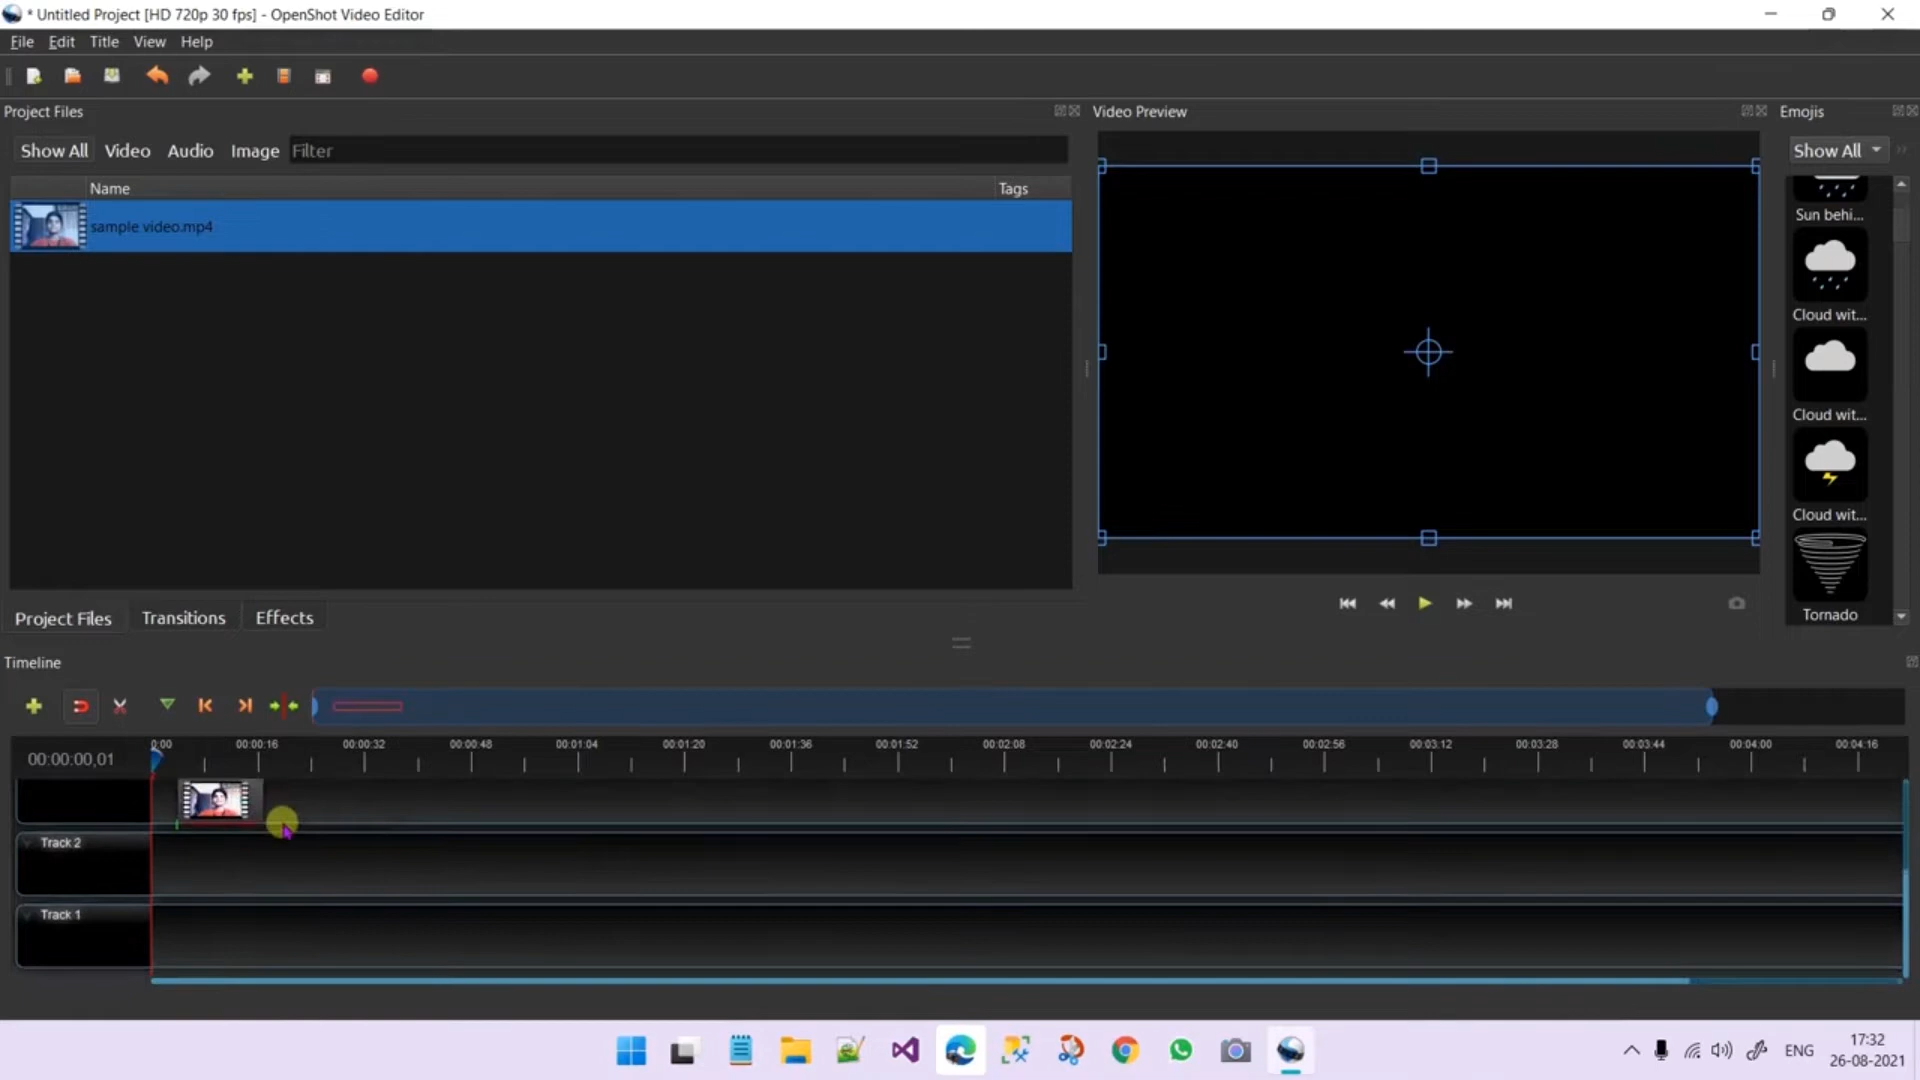 * Untitled Project [HD 720p 30 fps] - OpenShot Video Editor
File Edit Title View Help
Project Files
Video Preview
Emojis
Show All Video Audio Image Filter
Show All
Name Tags
sample video.mp4
Sun behi...
Cloud wit...
Cloud wit...
Cloud wit...
Tornado
Project Files Transitions Effects
Timeline
00:00:00,01
0:00 00:00:16 00:00:32 00:00:48 00:01:04 00:01:20 00:01:36 00:01:52 00:02:08 00:02:24 00:02:40 00:02:56 00:03:12 00:03:28 00:03:44 00:04:00 00:04:16
Track 2
Track 1
ENG
17:32
26-08-2021